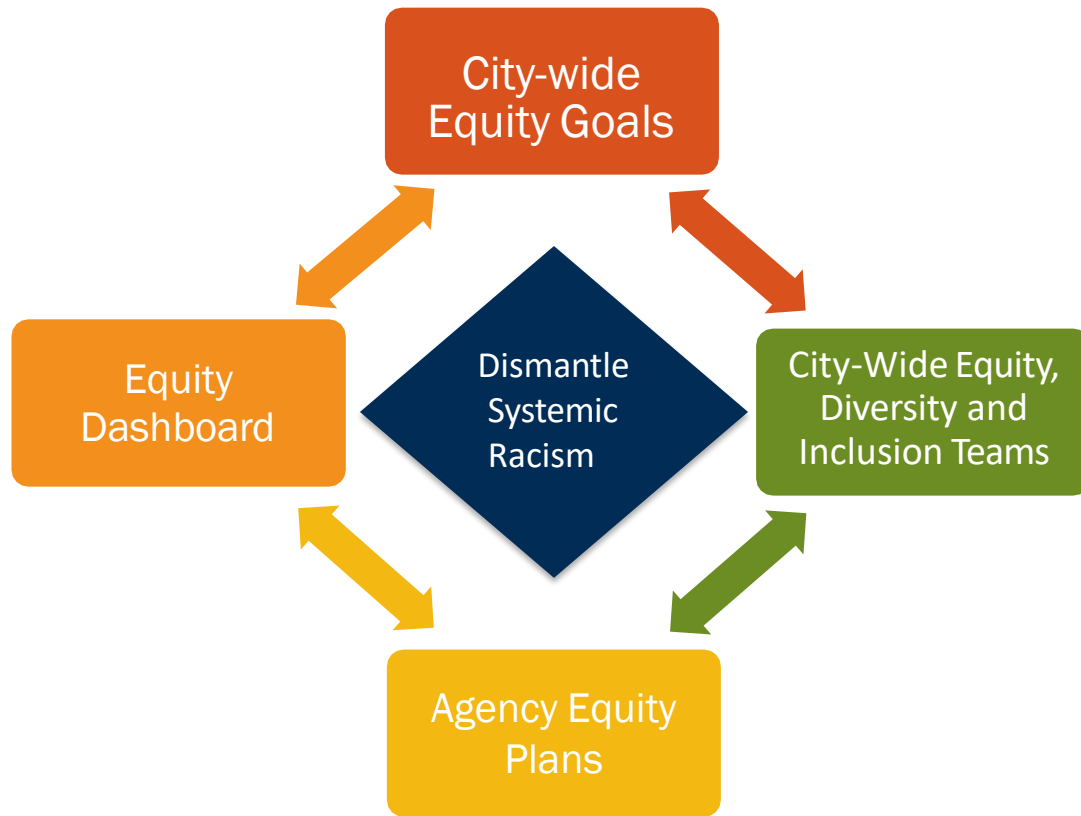 City-wide
Equity Goals
Equity
Dashboard
Dismantle
Systemic
Racism
City-Wide Equity,
Diversity and
Inclusion Teams
Agency Equity
Plans